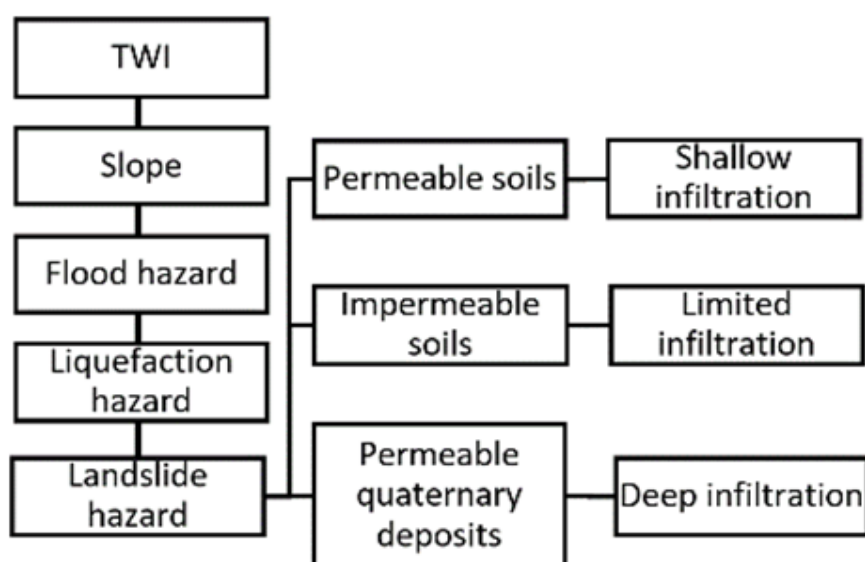 TWI
Slope
Flood hazard
Liquefaction
hazard
Landslide
hazard
Permeable soils
Impermeable
soils
Permeable
quaternary
deposits
Shallow
infiltration
Limited
infiltration
Deep infiltration